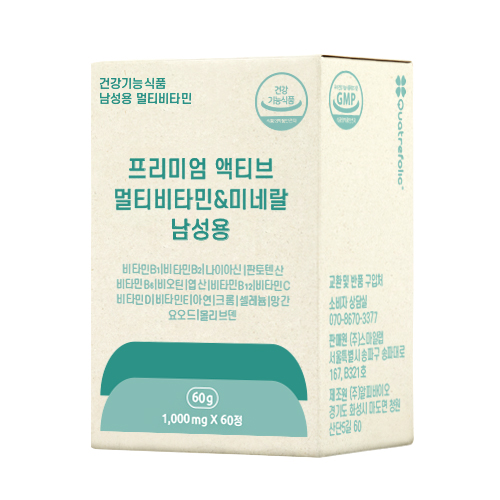 건강기능식품
남성용 멀티비타민
건강
기능식품
GMP
프리미엄 액티브
멀티비타민&미네랄
남성용
비타민B1|비타민B2|나이아신|판토텐산
비타민B6|비오틴|엽산|비타민B12|비타민C
비타민D|비타민E|아연|크롬|셀레늄|망간
요오드|몰리브덴
60g
1,000mg X 60정
Quatrefolic
교환 및 반품 구입처
소비자 상담실
070-8670-3377
판매원 (주)스마일랩
서울특별시 송파구 송파대로
167, B321호
제조원 (주)알피바이오
경기도 화성시 마도면 청원
산단5길 60